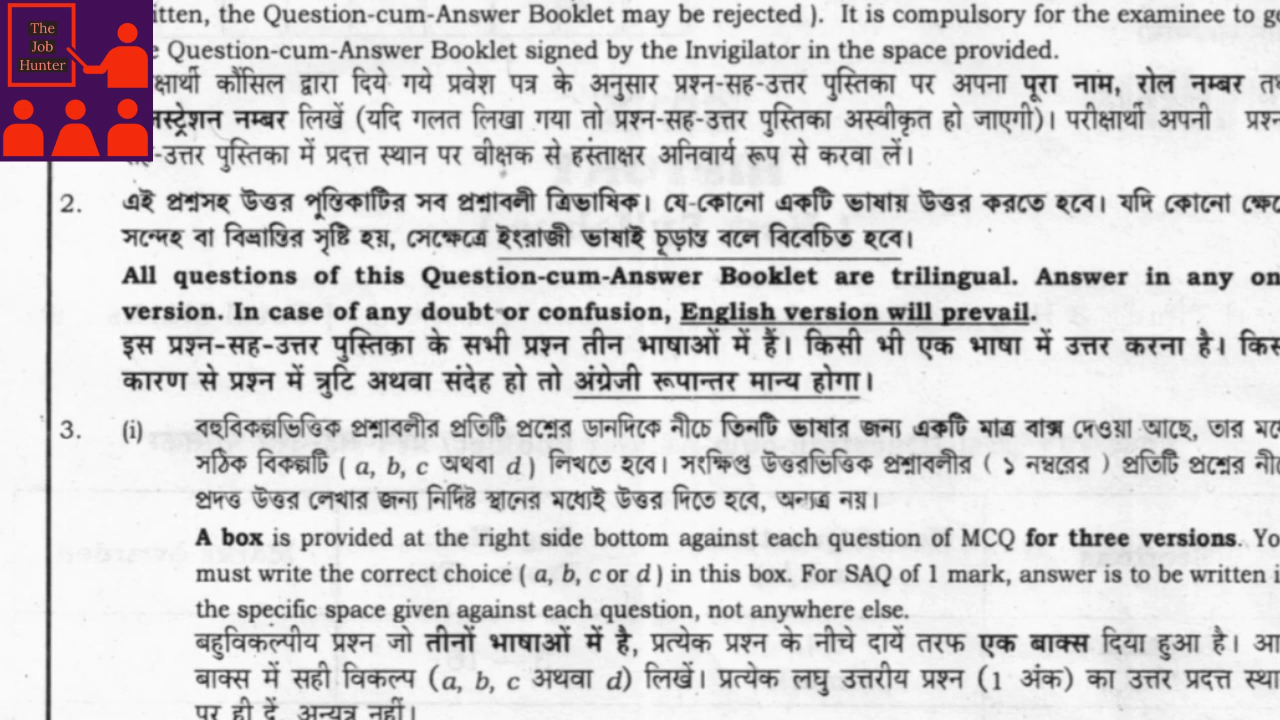 The
Job
Hunter
itten, the Question-cum-Answer Booklet may be rejected ). It is compulsory for the examinee to
Question-cum-Answer Booklet signed by the Invigilator in the space provided.
क्षार्थी कौंसिल द्वारा दिये गये प्रवेश पत्र के अनुसार प्रश्न-सह-उत्तर पुस्तिका पर अपना पूरा नाम, रोल नम्बर
नम्बर लिखें (यदि गलत लिखा गया तो प्रश्न-सह-उत्तर पुस्तिका अस्वीकृत हो जाएगी)। परीक्षार्थी अपनी प्रश्न
-उत्तर पुस्तिका में प्रदत्त स्थान पर वीक्षक से हस्ताक्षर अनिवार्य रूप से करवा लें।
2. এই প্রশ্নসহ উত্তর পুস্তিকাটির সব প্রশ্নাবলী ত্রিভাষিক। যে-কোনো একটি ভাষায় উত্তর করতে হবে। যদি কোনো
সন্দেহ বা বিভ্রান্তির সৃষ্টি হয়, সেক্ষেত্রে ইংরাজী ভাষাই চূড়ান্ত বলে বিবেচিত হবে।
All questions of this Question-cum-Answer Booklet are trilingual. Answer in any on
version. In case of any doubt or confusion, English version will prevail.
इस प्रश्न-सह-उत्तर पुस्तिका के सभी प्रश्न तीन भाषाओं में हैं। किसी भी एक भाषा में उत्तर करना है। किस
कारण से प्रश्न में त्रुटि अथवा संदेह हो तो अंग्रेजी रूपान्तर मान्य होगा।
3. (i) বহুবিকল্পভিত্তিক প্রশ্নাবলীর প্রতিটি প্রশ্নের ডানদিকে নীচে তিনটি ভাষার জন্য একটি মাত্র বাক্স দেওয়া আছে, তার
সঠিক বিকল্পটি ( a, b, c অথবা d ) লিখতে হবে। সংক্ষিপ্ত উত্তরভিত্তিক প্রশ্নাবলীর ( ১ নম্বরের ) প্রতিটি প্রশ্নের
প্রদত্ত উত্তর লেখার জন্য নির্দিষ্ট স্থানের মধ্যেই উত্তর দিতে হবে, অন্যত্র নয়।
A box is provided at the right side bottom against each question of MCQ for three versions. Yo
must write the correct choice ( a, b, c or d ) in this box. For SAQ of 1 mark, answer is to be written
the specific space given against each question, not anywhere else.
बहुविकल्पीय प्रश्न जो तीनों भाषाओं में है, प्रत्येक प्रश्न के नीचे दायें तरफ एक बाक्स दिया हुआ है। आ
बाक्स में सही विकल्प (a, b, c अथवा d) लिखें। प्रत्येक लघु उत्तरीय प्रश्न (1 अंक) का उत्तर प्रदत्त स्था
पर ही दें, अन्यत्र नहीं।